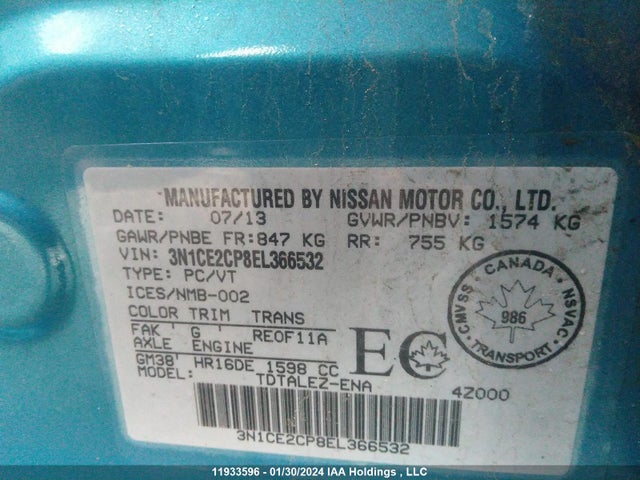 MANUFACTURED BY NISSAN MOTOR CO., LTD.
DATE: 07/13 GVWR/PNBV: 1574 KG
GAWR/PNBE FR:847 KG RR: 755 KG
VIN: 3N1CE2CP8EL366532
TYPE: PC/VT
ICES/NMB-002
COLOR TRIM TRANS
FAK' G' REOF11A
AXLE ENGINE
GM38' HR16DE 1598 CC
MODEL: TDTALEZ-ENA
EC
4Z000
3N1CE2CP8EL366532
CANADA
CMVSS NSVAC
986
TRANSPORT
11933596 - 01/30/2024 IAA Holdings , LLC